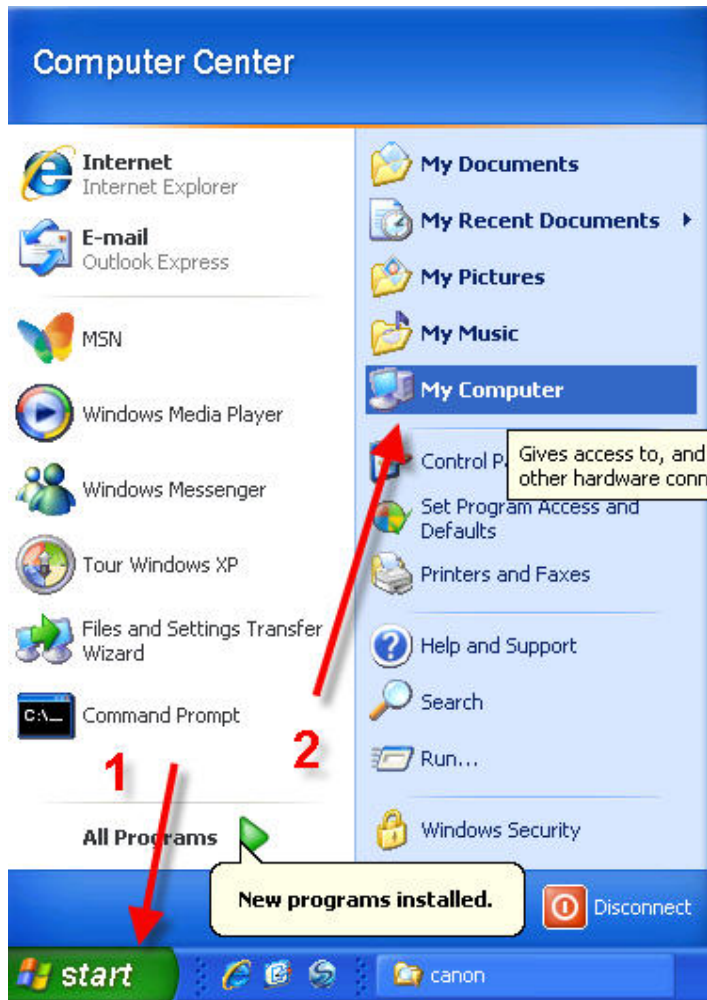 Computer Center
Internet
Internet Explorer
E-mail
Outlook Express
MSN
Windows Media Player
Windows Messenger
Tour Windows XP
Files and Settings Transfer
Wizard
C:\_
Command Prompt
1
All Programs
My Documents
My Recent Documents
My Pictures
My Music
My Computer
Control P
Gives access to, and
other hardware conn
Set Program Access and
Defaults
Printers and Faxes
Help and Support
Search
2
Run...
Windows Security
New programs installed.
Disconnect
start
canon